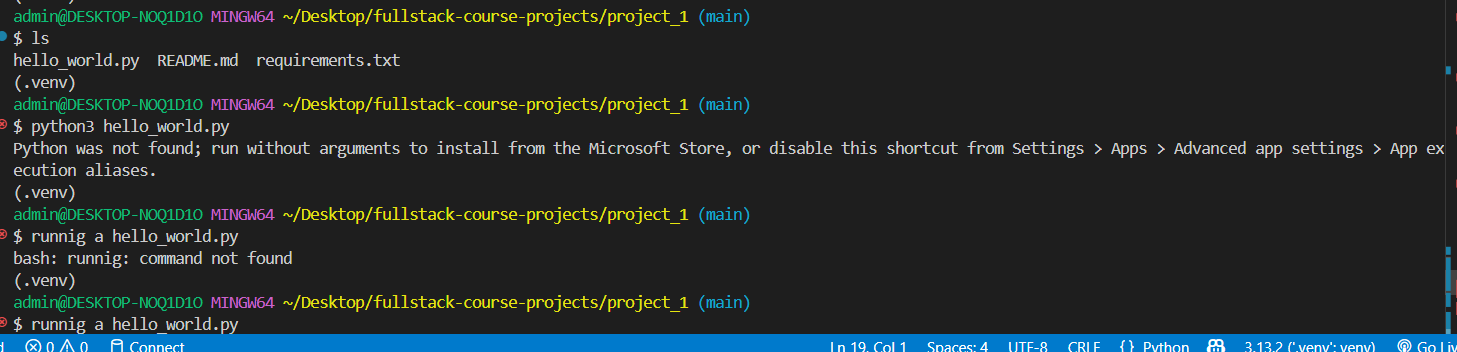 admin@DESKTOP-NOQ1D1O MINGW64 ~/Desktop/fullstack-course-projects/project_1 (main)
$ ls
hello_world.py  README.md  requirements.txt
(.venv)
admin@DESKTOP-NOQ1D1O MINGW64 ~/Desktop/fullstack-course-projects/project_1 (main)
$ python3 hello_world.py
Python was not found; run without arguments to install from the Microsoft Store, or disable this shortcut from Settings > Apps > Advanced app settings > App ex
ecution aliases.
(.venv)
admin@DESKTOP-NOQ1D1O MINGW64 ~/Desktop/fullstack-course-projects/project_1 (main)
$ runnig a hello_world.py
bash: runnig: command not found
(.venv)
admin@DESKTOP-NOQ1D1O MINGW64 ~/Desktop/fullstack-course-projects/project_1 (main)
$ runnig a hello_world.py
0 0 Connect Ln 19, Col 1 Spaces: 4 UTF-8 CRLF {} Python 3.13.2 ('.venv': venv) Go